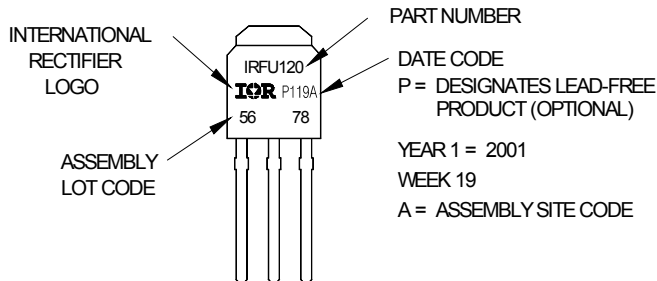 INTERNATIONAL
RECTIFIER
LOGO
ASSEMBLY
LOT CODE
IRFU120
IOR P119A
56 78
PART NUMBER
DATE CODE
P = DESIGNATES LEAD-FREE
PRODUCT (OPTIONAL)
YEAR 1 = 2001
WEEK 19
A = ASSEMBLY SITE CODE